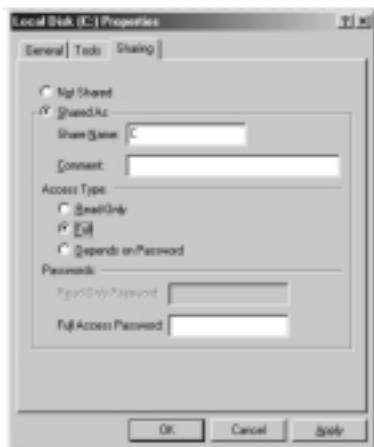 Local Disk (C:) Properties
General Tools Sharing
Not Shared
Shared As:
Share Name: C
Comment:
Access Type:
Read Only
Full
Depends on Password
Passwords:
Read Only Password:
Full Access Password:
OK Cancel Apply